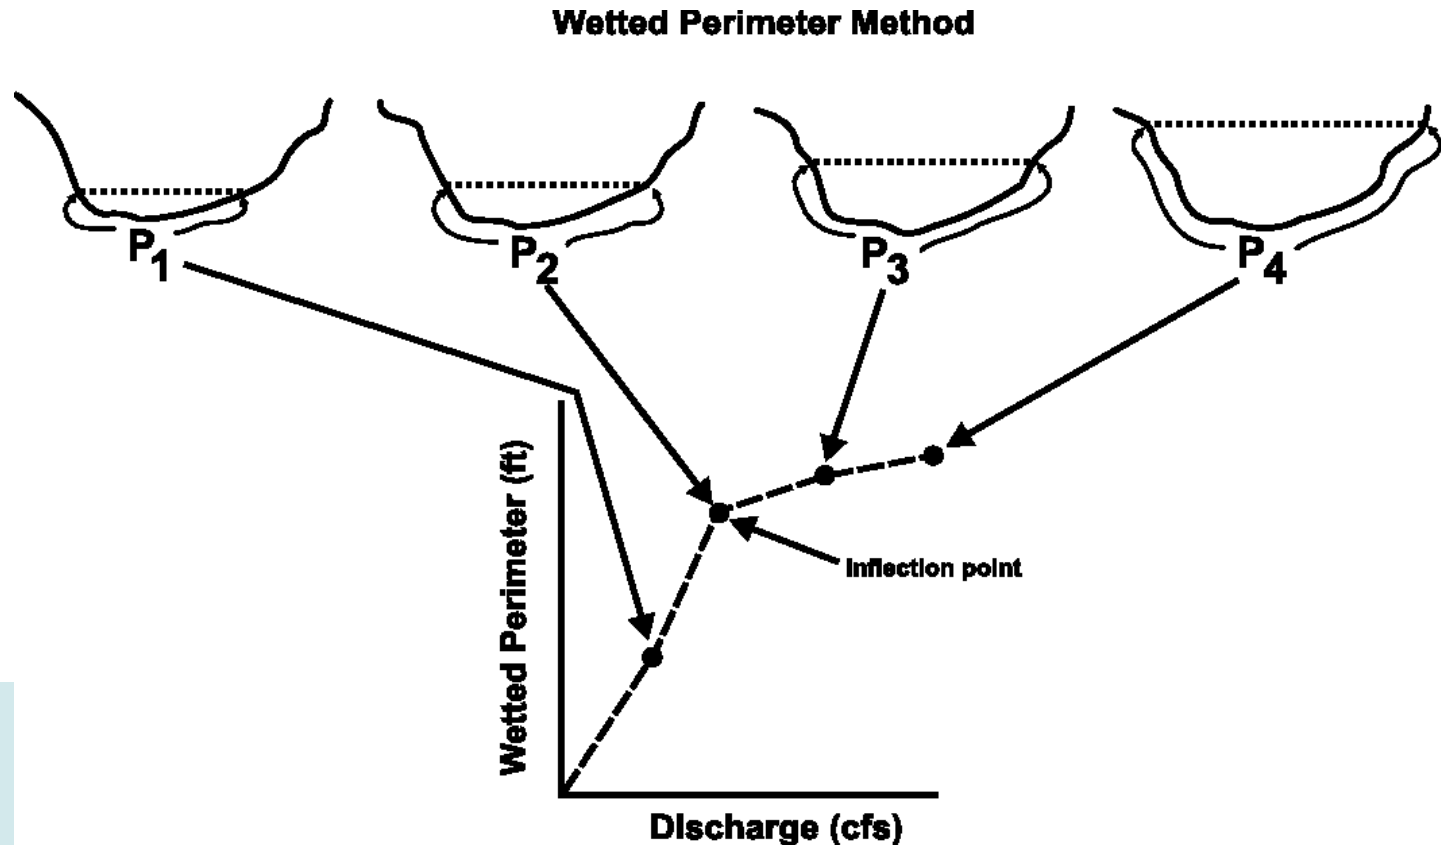 Wetted Perimeter Method
P1
P2
P3
P4
Wetted Perimeter (ft)
Inflection point
Discharge (cfs)